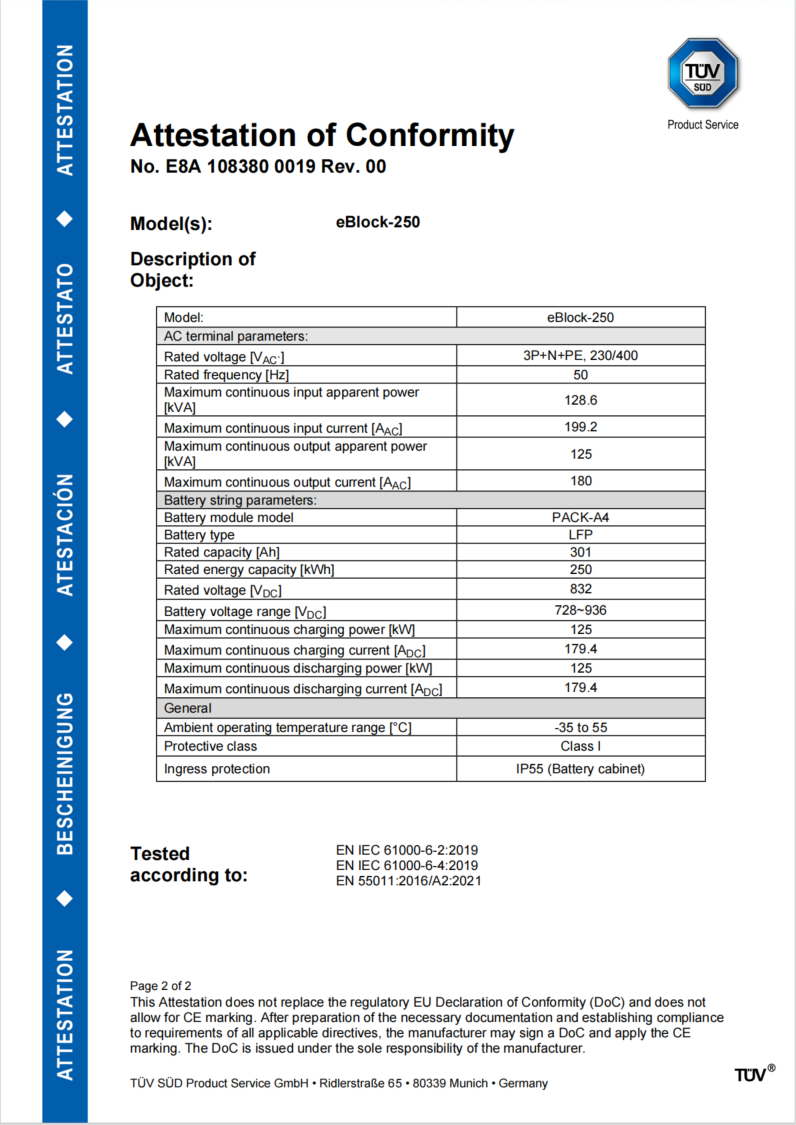 TÜV
SÜD
Product Service
ATTESTATION ◆ BESCHEINIGUNG ◆ ATESTACIÓN ◆ ATTESTATO ◆ ATTESTATION
Attestation of Conformity
No. E8A 108380 0019 Rev. 00
Model(s): eBlock-250
Description of
Object:
Model: eBlock-250
AC terminal parameters:
Rated voltage [VAC·] 3P+N+PE, 230/400
Rated frequency [Hz] 50
Maximum continuous input apparent power
[kVA] 128.6
Maximum continuous input current [AAC] 199.2
Maximum continuous output apparent power
[kVA] 125
Maximum continuous output current [AAC] 180
Battery string parameters:
Battery module model PACK-A4
Battery type LFP
Rated capacity [Ah] 301
Rated energy capacity [kWh] 250
Rated voltage [VDC] 832
Battery voltage range [VDC] 728~936
Maximum continuous charging power [kW] 125
Maximum continuous charging current [ADC] 179.4
Maximum continuous discharging power [kW] 125
Maximum continuous discharging current [ADC] 179.4
General
Ambient operating temperature range [°C] -35 to 55
Protective class Class I
Ingress protection IP55 (Battery cabinet)
Tested
according to:
EN IEC 61000-6-2:2019
EN IEC 61000-6-4:2019
EN 55011:2016/A2:2021
Page 2 of 2
This Attestation does not replace the regulatory EU Declaration of Conformity (DoC) and does not
allow for CE marking. After preparation of the necessary documentation and establishing compliance
to requirements of all applicable directives, the manufacturer may sign a DoC and apply the CE
marking. The DoC is issued under the sole responsibility of the manufacturer.
TÜV SÜD Product Service GmbH • Ridlerstraße 65 • 80339 Munich • Germany
TÜV®